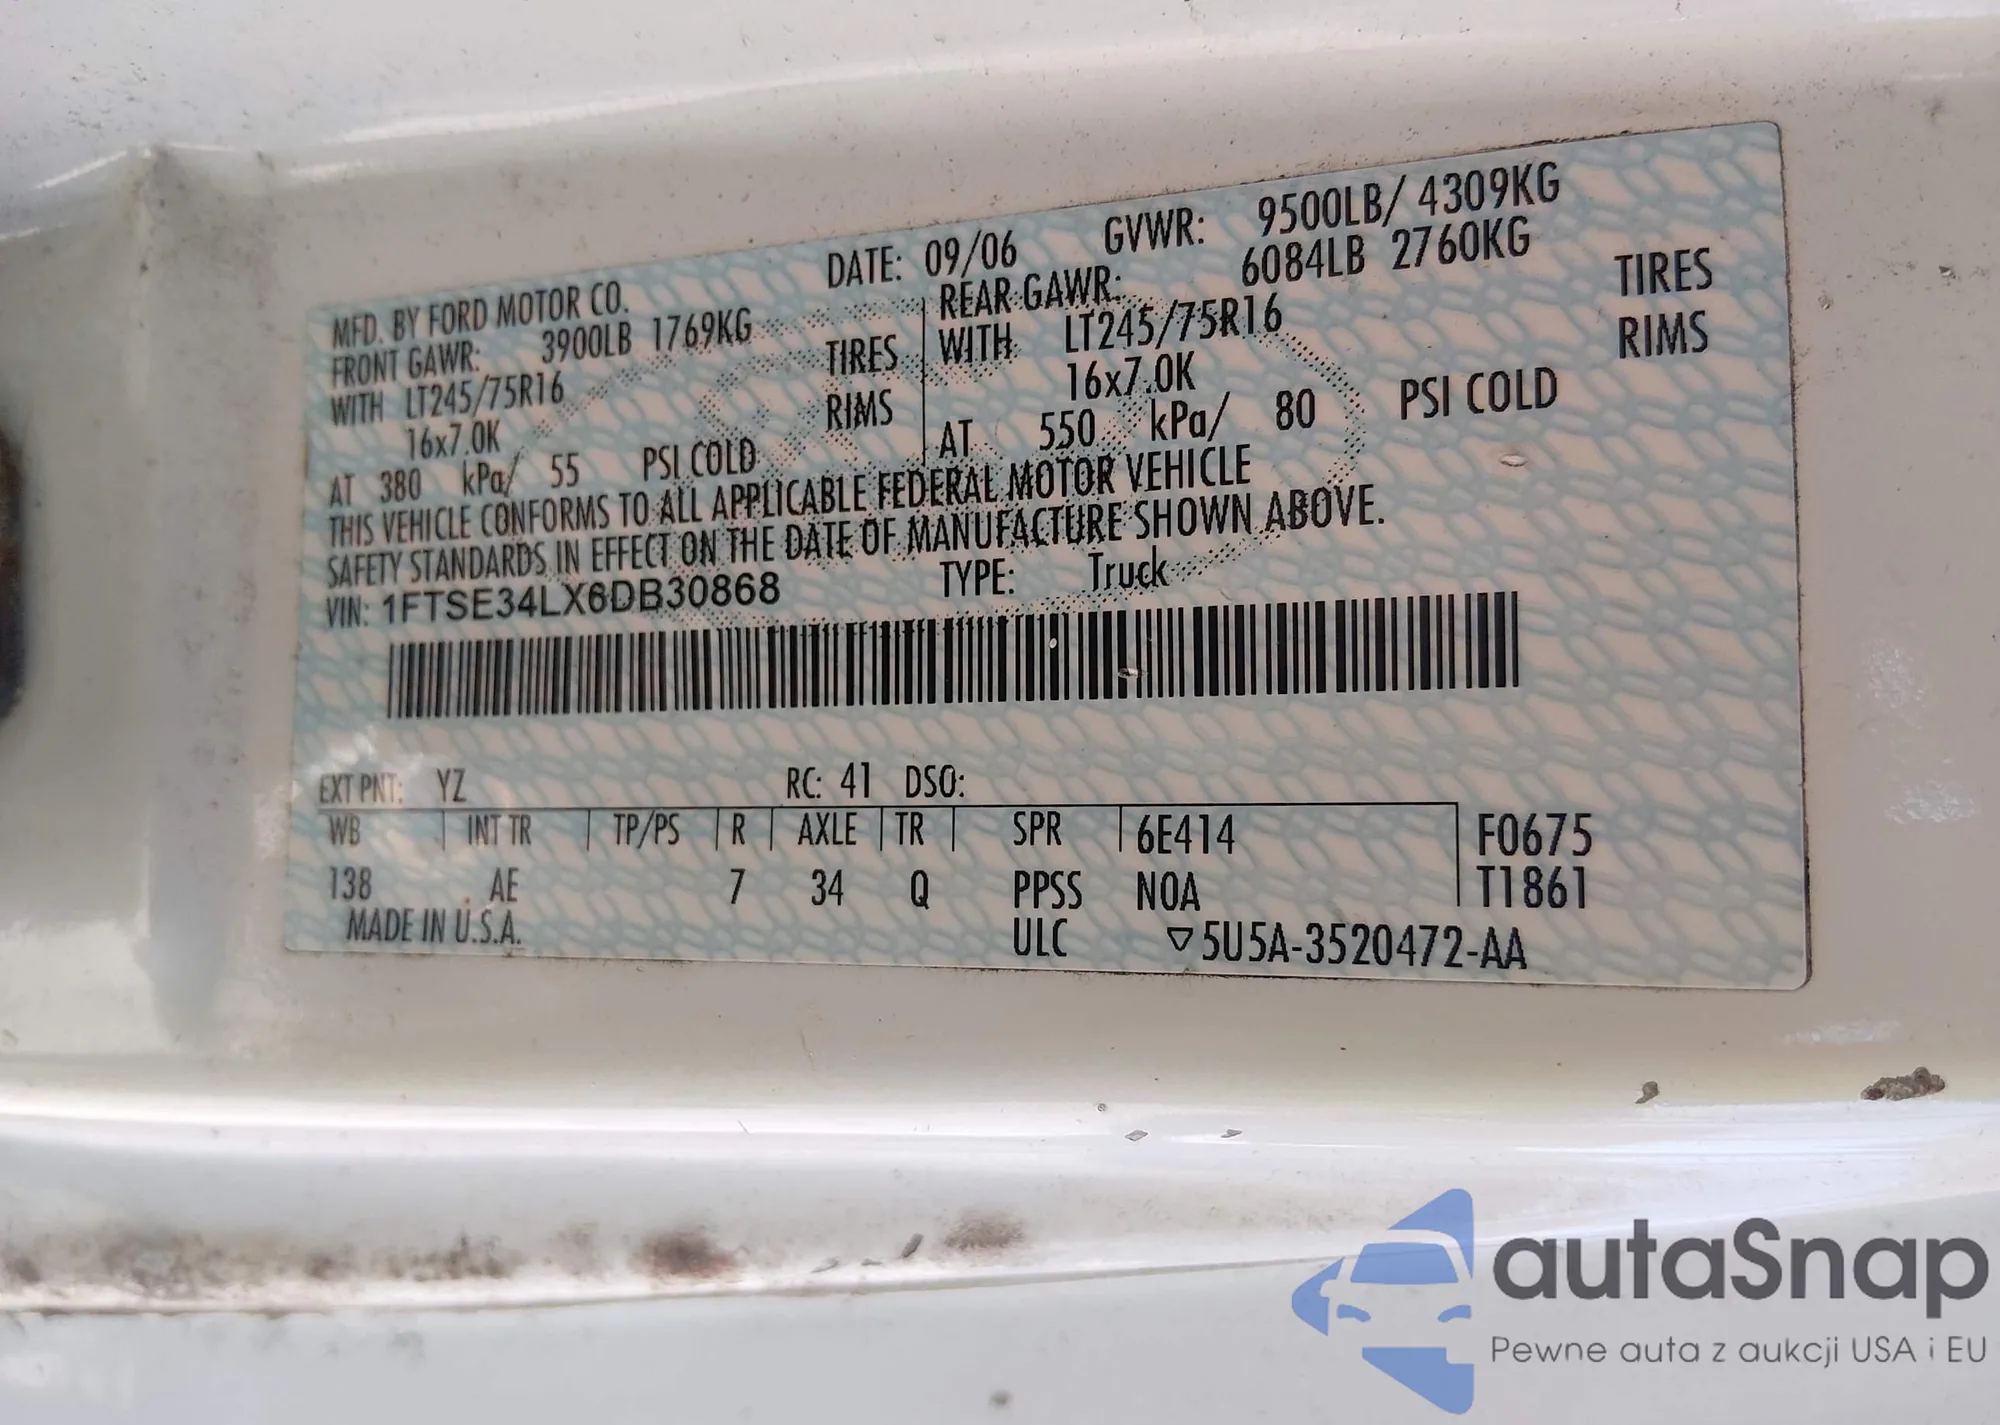 MFD. BY FORD MOTOR CO. DATE: 09/06 GVWR: 9500LB/ 4309KG
FRONT GAWR: 3900LB 1769KG REAR GAWR: 6084LB 2760KG
WITH LT245/75R16 TIRES WITH LT245/75R16 TIRES
16x7.0K RIMS 16x7.0K RIMS
AT 380 kPa/ 55 PSI COLD AT 550 kPa/ 80 PSI COLD
THIS VEHICLE CONFORMS TO ALL APPLICABLE FEDERAL MOTOR VEHICLE
SAFETY STANDARDS IN EFFECT ON THE DATE OF MANUFACTURE SHOWN ABOVE.
VIN: 1FTSE34LX6DB30868 TYPE: Truck
EXT PNT: YZ RC: 41 DSO:
WB INT TR TP/PS R AXLE TR SPR 6E414 F0675
138 AE 7 34 Q PPSS NOA T1861
MADE IN U.S.A. ULC ▽5U5A-3520472-AA
autaSnap
Pewne auta z aukcji USA i EU